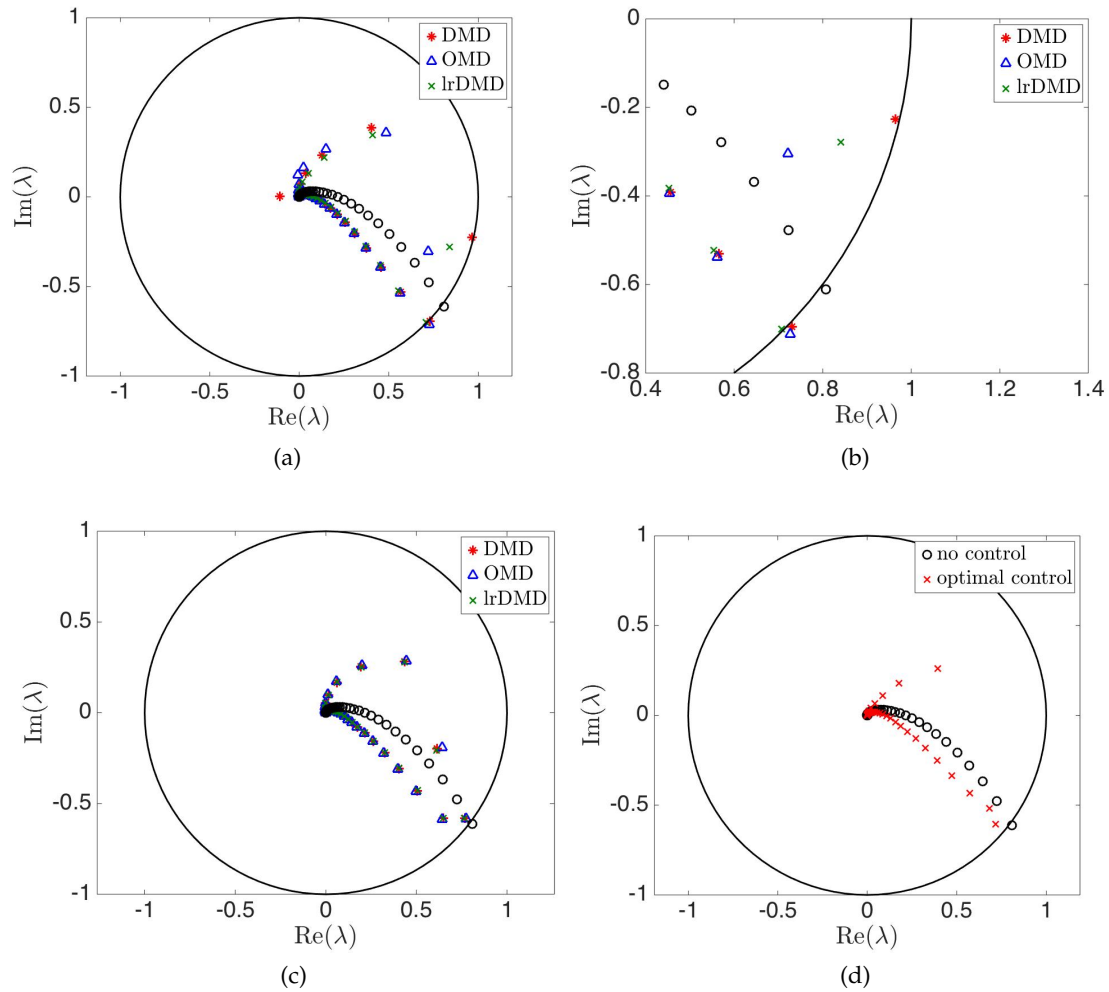 1
0.5
0
-0.5
-1
-1 -0.5 0 0.5 1
Im(λ)
Re(λ)
DMD
OMD
lrDMD
(a)
0
-0.2
-0.4
-0.6
-0.8
0.4 0.6 0.8 1 1.2 1.4
Im(λ)
Re(λ)
DMD
OMD
lrDMD
(b)
1
0.5
0
-0.5
-1
-1 -0.5 0 0.5 1
Im(λ)
Re(λ)
DMD
OMD
lrDMD
(c)
1
0.5
0
-0.5
-1
-1 -0.5 0 0.5 1
Im(λ)
Re(λ)
no control
optimal control
(d)